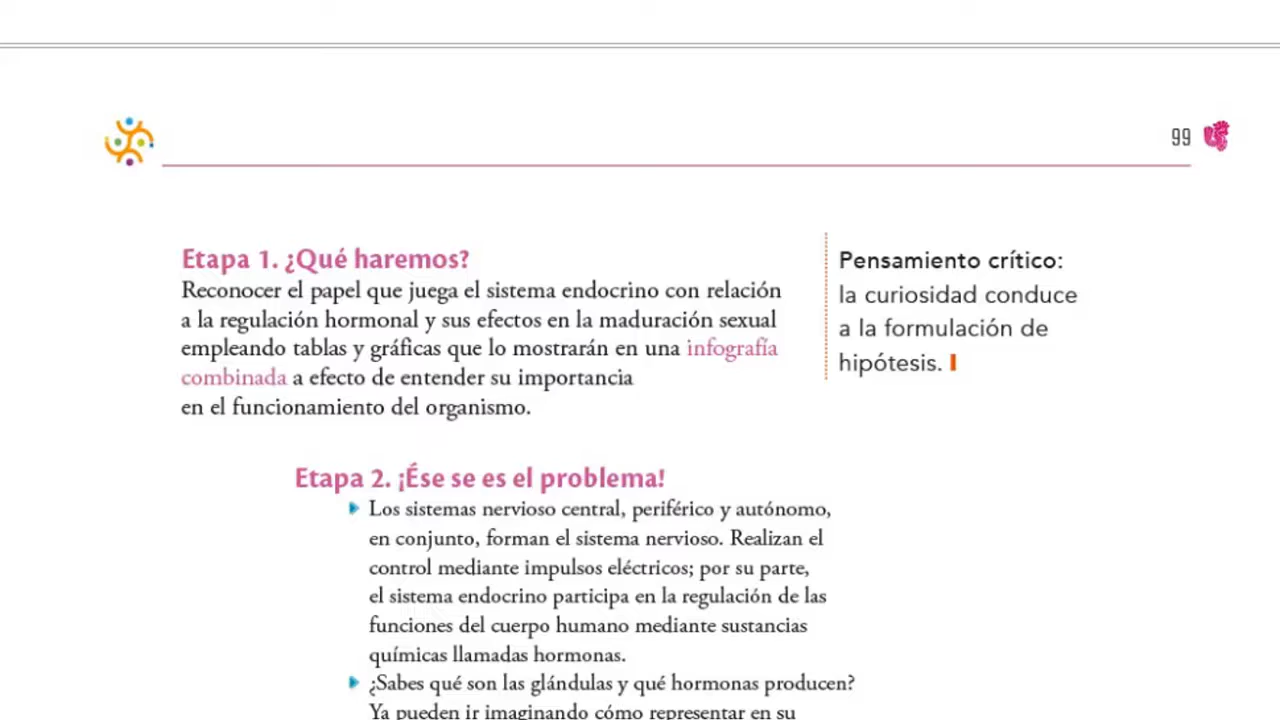 99
Etapa 1. ¿Qué haremos?
Reconocer el papel que juega el sistema endocrino con relación
a la regulación hormonal y sus efectos en la maduración sexual
empleando tablas y gráficas que lo mostrarán en una infografía
combinada a efecto de entender su importancia
en el funcionamiento del organismo.
Pensamiento crítico:
la curiosidad conduce
a la formulación de
hipótesis.
Etapa 2. ¡Ése se es el problema!
Los sistemas nervioso central, periférico y autónomo,
en conjunto, forman el sistema nervioso. Realizan el
control mediante impulsos eléctricos; por su parte,
el sistema endocrino participa en la regulación de las
funciones del cuerpo humano mediante sustancias
químicas llamadas hormonas.
¿Sabes qué son las glándulas y qué hormonas producen?
Ya pueden ir imaginando cómo representar en su